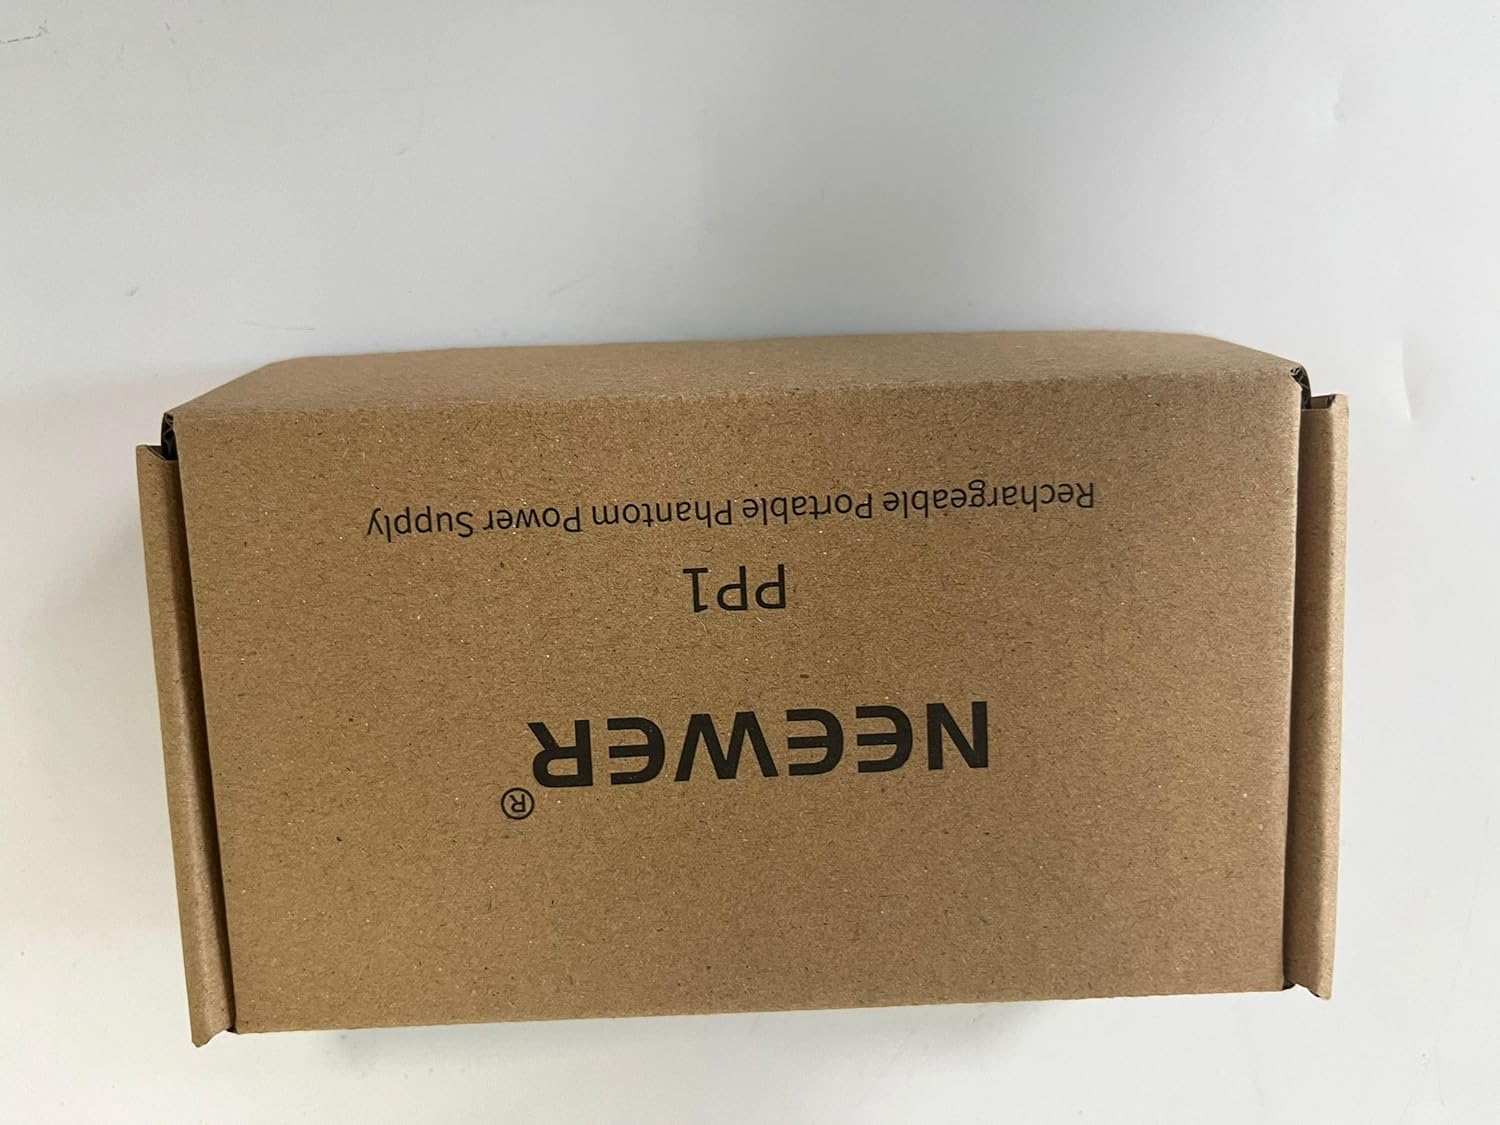 NEEWER®
PP1
Rechargeable Portable Phantom Power Supply